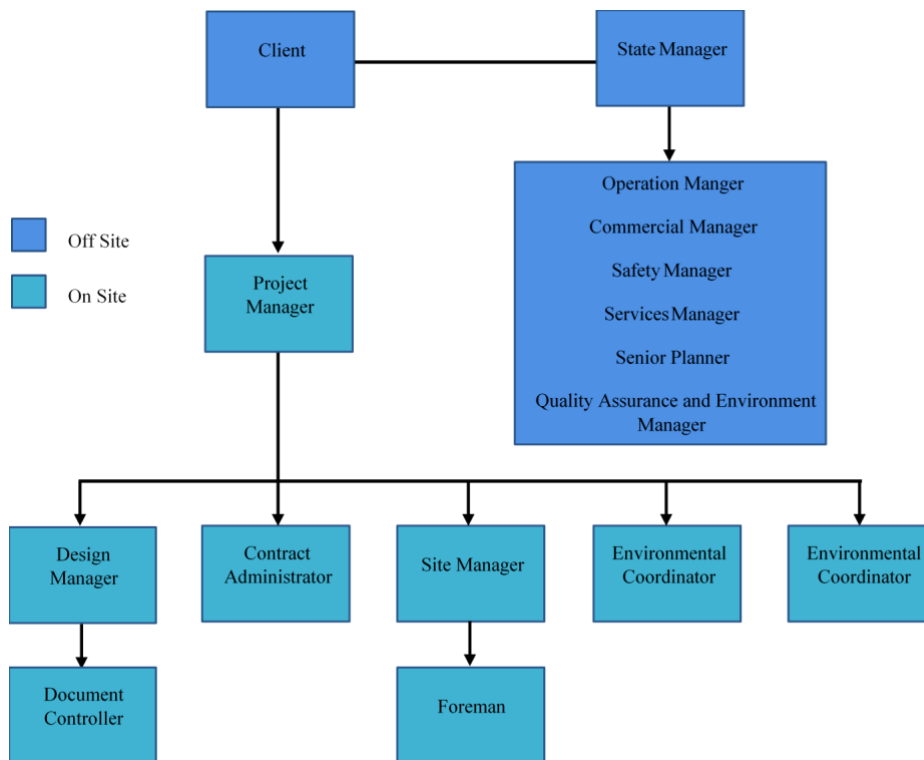 Client
State Manager
Operation Manger
Commercial Manager
Safety Manager
Services Manager
Senior Planner
Quality Assurance and Environment
Manager
Off Site
On Site
Project
Manager
Design
Manager
Contract
Administrator
Site Manager
Environmental
Coordinator
Environmental
Coordinator
Document
Controller
Foreman